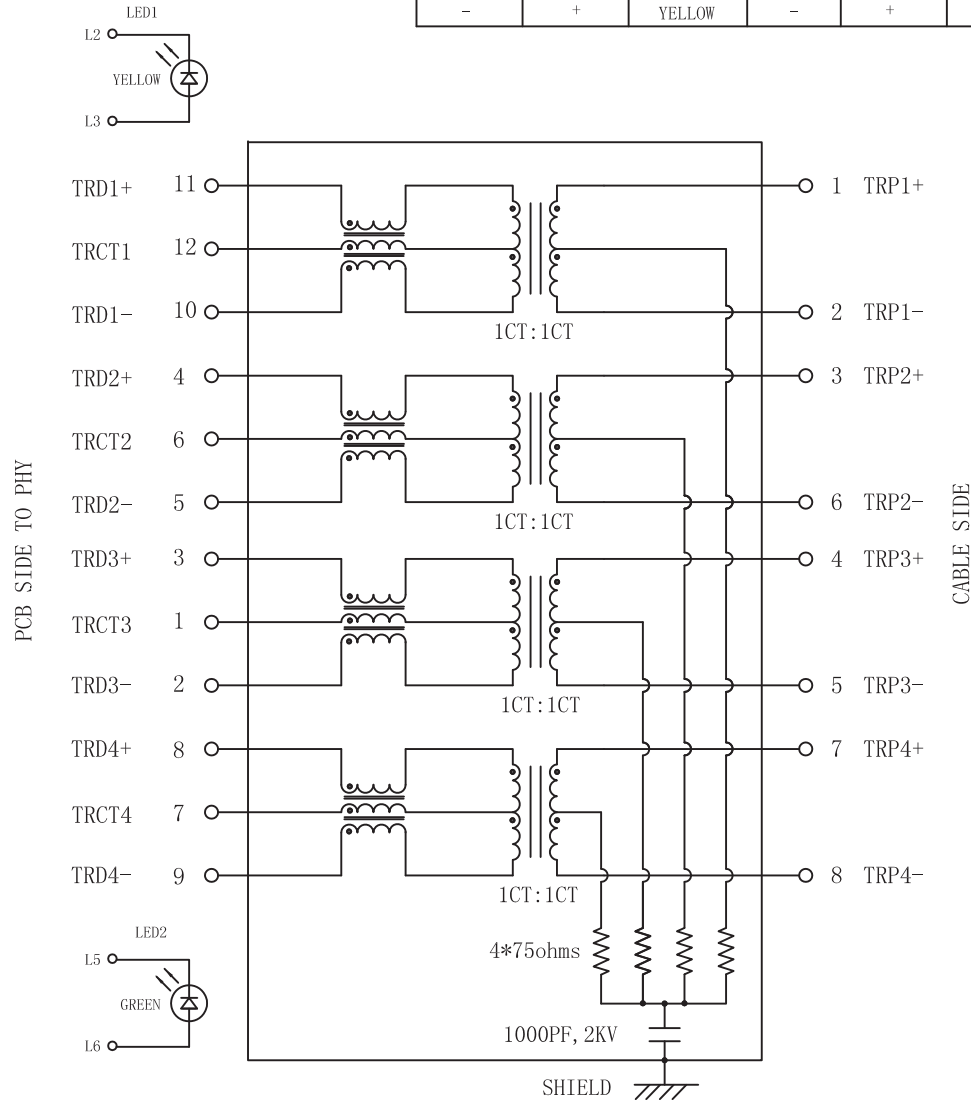 - + YELLOW - +
LED1
L2
YELLOW
L3
TRD1+ 11 1 TRP1+
TRCT1 12
TRD1- 10 2 TRP1-
1CT:1CT
TRD2+ 4 3 TRP2+
TRCT2 6
TRD2- 5 6 TRP2-
1CT:1CT
PCB SIDE TO PHY
CABLE SIDE
TRD3+ 3 4 TRP3+
TRCT3 1
TRD3- 2 5 TRP3-
1CT:1CT
TRD4+ 8 7 TRP4+
TRCT4 7
TRD4- 9 8 TRP4-
1CT:1CT
LED2
L5
GREEN
L6
4*75ohms
1000PF, 2KV
SHIELD